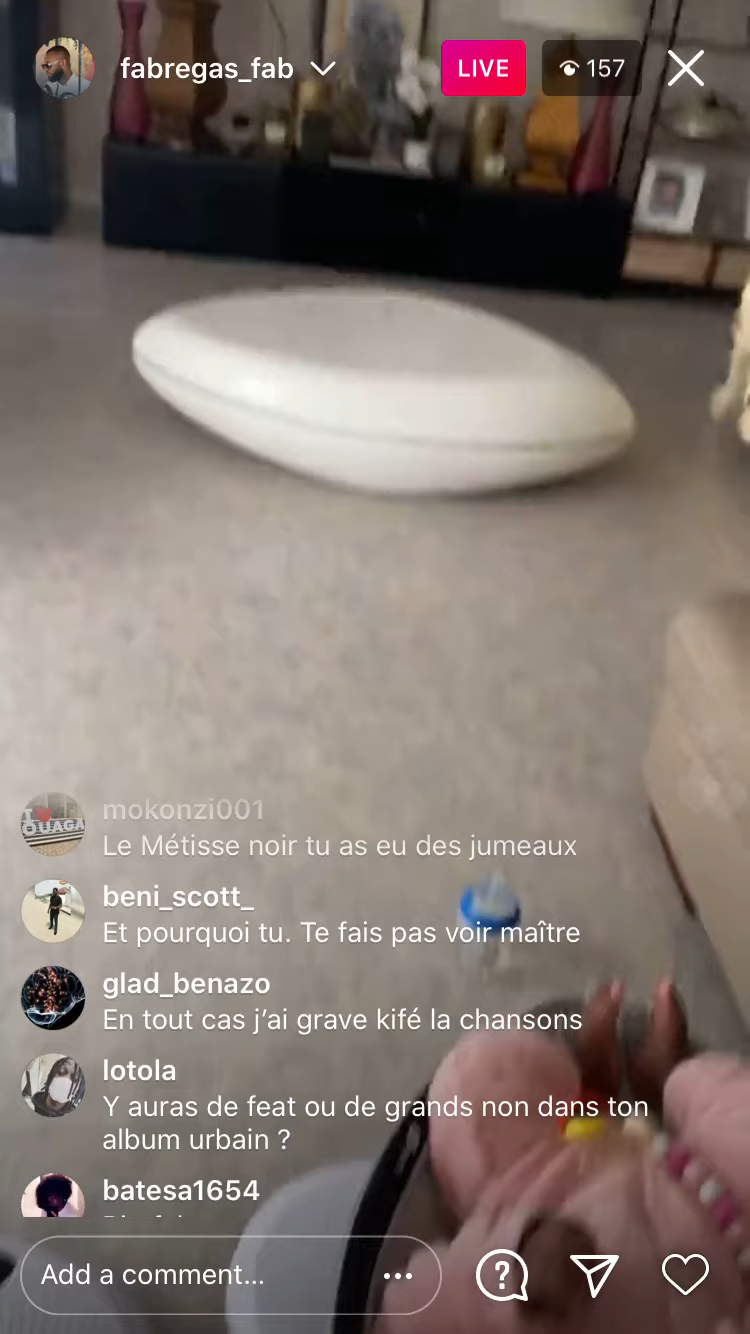 fabregas_fab
LIVE
157
mokonzi001
Le Métisse noir tu as eu des jumeaux
beni_scott_
Et pourquoi tu. Te fais pas voir maître
glad_benazo
En tout cas j’ai grave kifé la chansons
lotola
Y auras de feat ou de grands non dans ton
album urbain ?
batesa1654
Add a comment...
I
OUAGA